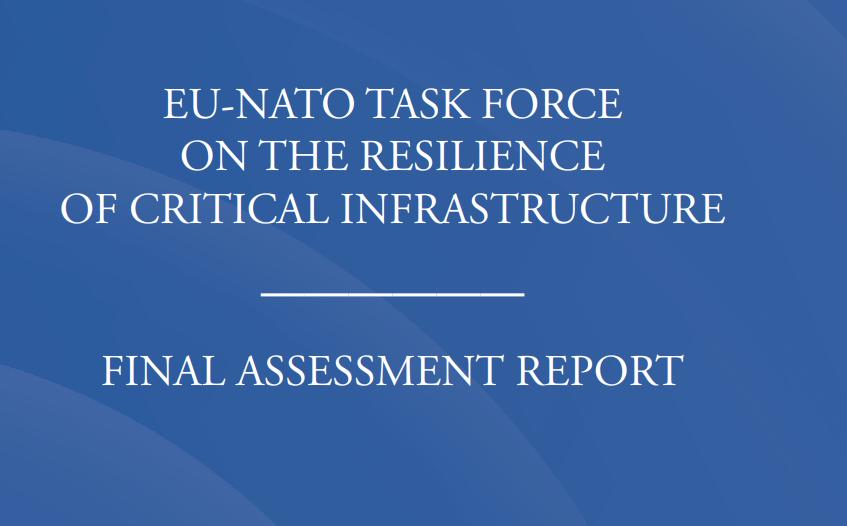 EU-NATO TASK FORCE
ON THE RESILIENCE
OF CRITICAL INFRASTRUCTURE
FINAL ASSESSMENT REPORT